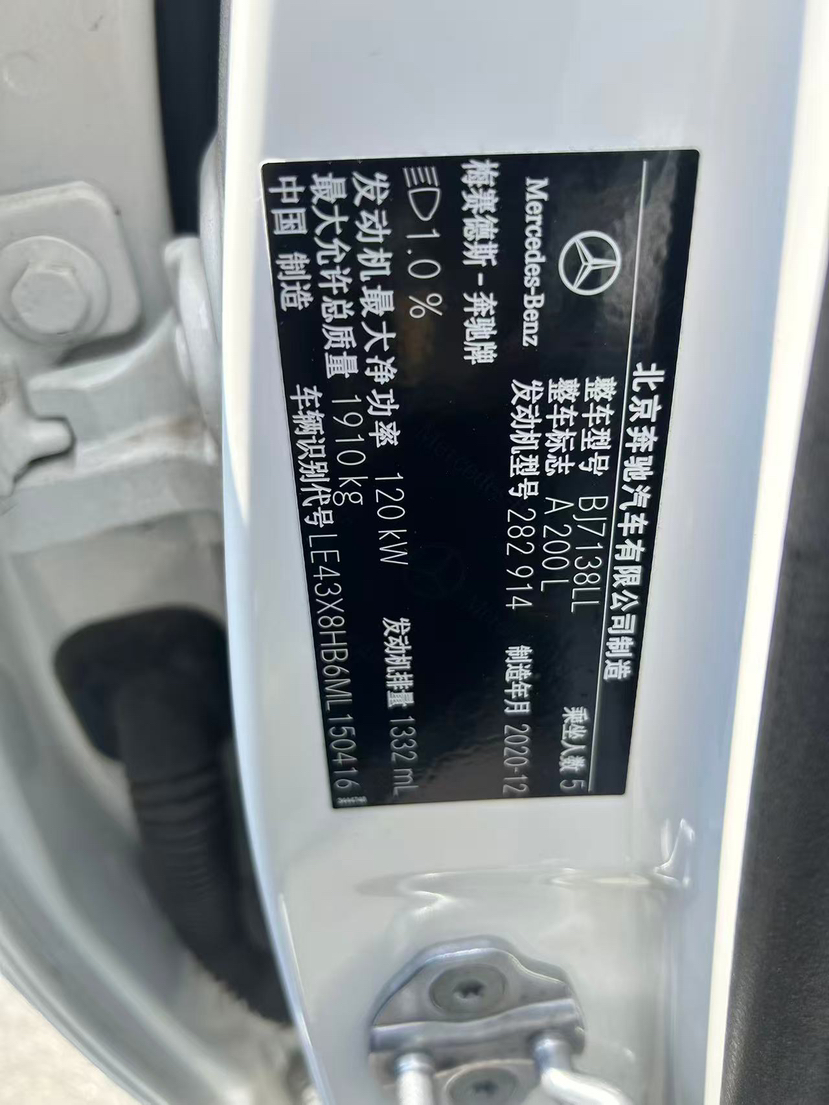 北京奔驰汽车有限公司制造
Mercedes-Benz
梅赛德斯-奔驰牌
整车型号 BJ7138LL
整车标志 A 200 L
乘坐人数 5
发动机型号 282 914
制造年月 2020-12
1.0 %
发动机最大净功率 120 kW
发动机排量 1332 mL
最大允许总质量 1910 kg
中国 制造
车辆识别代号 LE43X8HB6ML150416